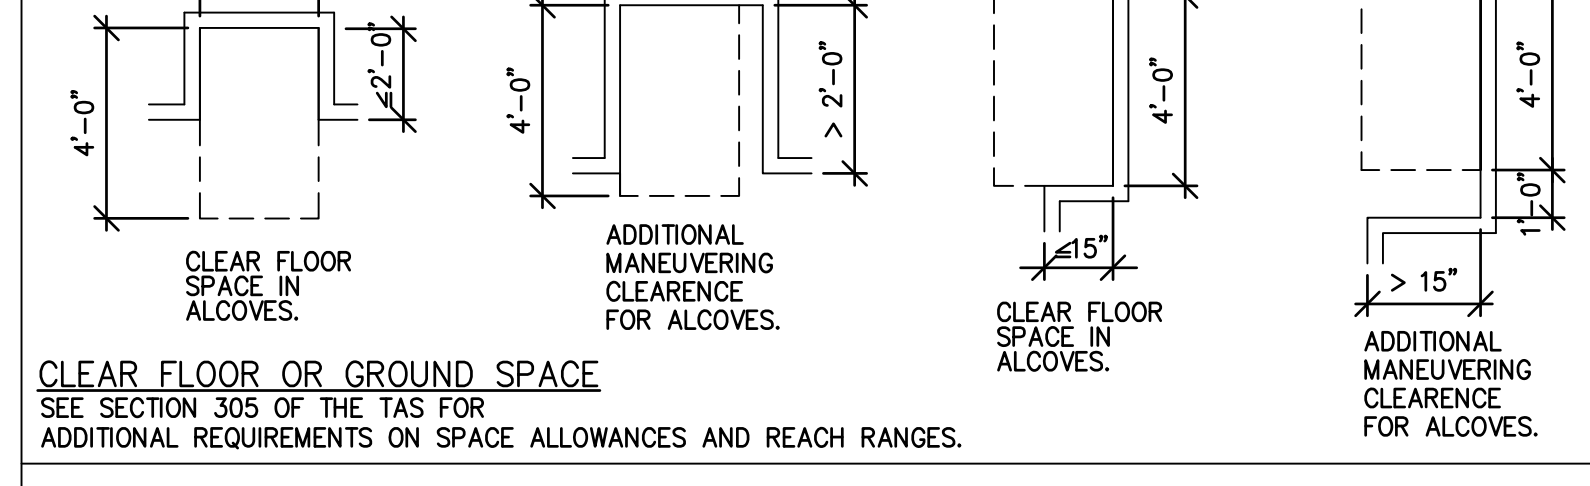 4'-0"
≤2'-0"
CLEAR FLOOR
SPACE IN
ALCOVES.
4'-0"
> 2'-0"
ADDITIONAL
MANEUVERING
CLEARENCE
FOR ALCOVES.
4'-0"
≤15"
CLEAR FLOOR
SPACE IN
ALCOVES.
4'-0"
1'-0"
> 15"
ADDITIONAL
MANEUVERING
CLEARENCE
FOR ALCOVES.
CLEAR FLOOR OR GROUND SPACE
SEE SECTION 305 OF THE TAS FOR
ADDITIONAL REQUIREMENTS ON SPACE ALLOWANCES AND REACH RANGES.